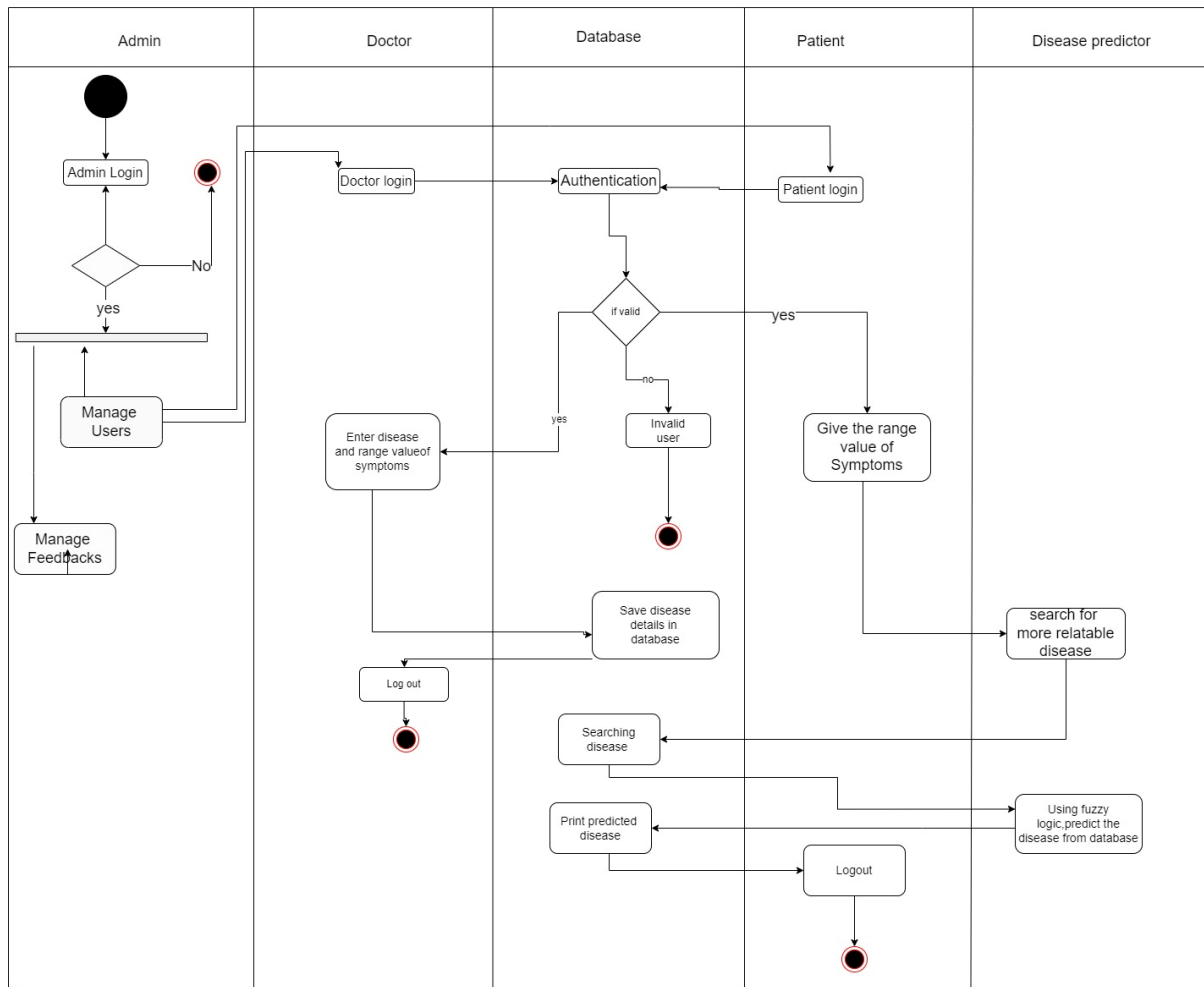 Admin
Doctor
Database
Patient
Disease predictor
Admin Login
Doctor login
Authentication
Patient login
No
yes
if valid
yes
no
yes
Manage
Users
Enter disease
and range valueof
symptoms
Invalid
user
Give the range
value of
Symptoms
Manage
Feedbacks
Save disease
details in
database
search for
more relatable
disease
Log out
Searching
disease
Print predicted
disease
Using fuzzy
logic,predict the
disease from database
Logout